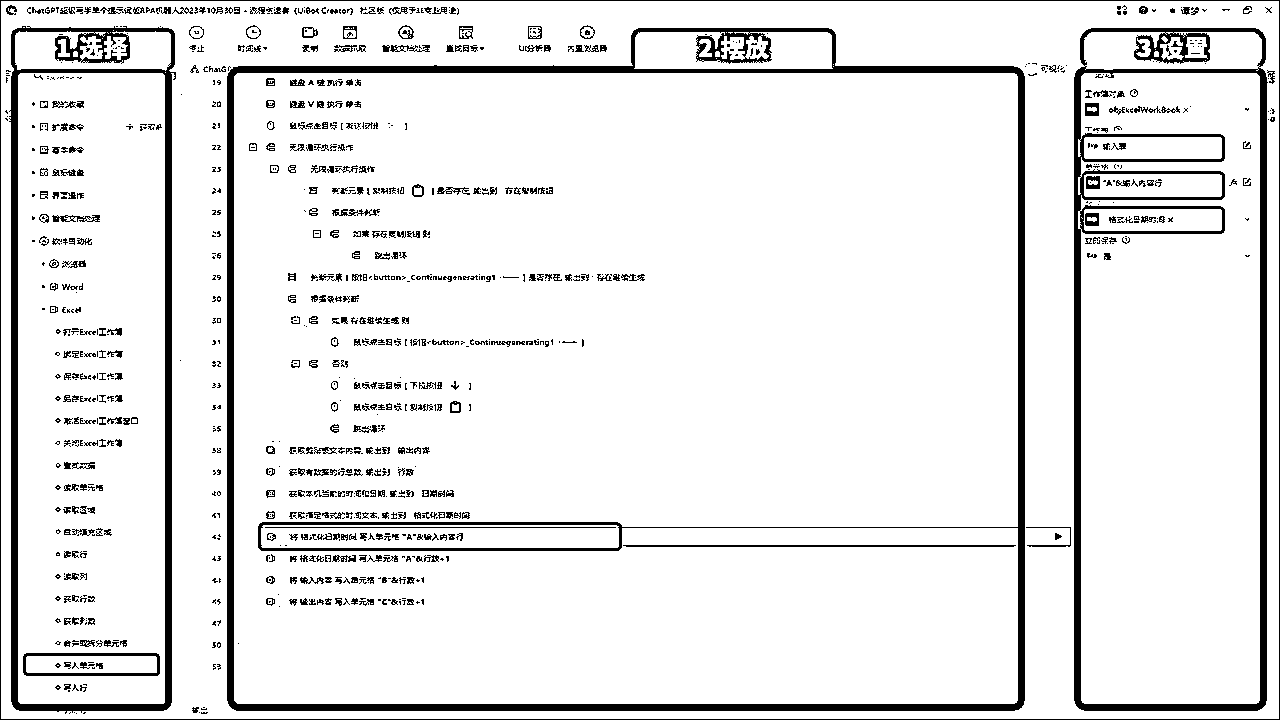 ChatGPT超级写手单个提示词版RPA机器人2023年10月30日 - 流程创造者（UiBot Creator） 社区版（仅用于非专业用途）
1.选择
停止
时间线
录制
数据抓取
智能文档处理
查找目标
UI分析器
内置浏览器
2.摆放
3.设置
可视化
我的收藏
扩展命令
基本命令
鼠标键盘
界面操作
智能文档处理
软件自动化
浏览器
Word
Excel
打开Excel工作簿
绑定Excel工作簿
保存Excel工作簿
另存Excel工作簿
激活Excel工作簿窗口
关闭Excel工作簿
查找数据
读取单元格
读取区域
自动填充区域
读取行
读取列
获取行数
获取列数
合并或拆分单元格
写入单元格
写入行
19 键盘 A 键 执行 单击
20 键盘 V 键 执行 单击
21 鼠标点击目标 [ 发送按钮 ]
22 无限循环执行操作
23 无限循环执行操作
24 判断元素 [ 复制按钮 ] 是否存在, 输出到 存在复制按钮
25 根据条件判断
如果 存在复制按钮 则
跳出循环
29 判断元素 [ 按钮<button>_Continuegenerating1 ] 是否存在, 输出到 存在继续生成
根据条件判断
30 如果 存在继续生成 则
31 鼠标点击目标 [ 按钮<button>_Continuegenerating1 ]
32 否则
33 鼠标点击目标 [ 下拉按钮 ]
34 鼠标点击目标 [ 复制按钮 ]
35 跳出循环
38 获取剪贴板文本内容, 输出到 输出内容
39 获取有数据的行总数, 输出到 行数
40 获取本机当前的时间和日期, 输出到 日期时间
41 获取指定格式的时间文本, 输出到 格式化日期时间
42 将 格式化日期时间 写入单元格 "A"&输入内容行
43 将 格式化日期时间 写入单元格 "A"&行数+1
44 将 输入内容 写入单元格 "B"&行数+1
45 将 输出内容 写入单元格 "C"&行数+1
47
50
53
输出
工作簿对象
objExcelWorkBook ×
工作表
输入表
单元格
"A"&输入内容行
格式化日期时间 ×
立即保存
是